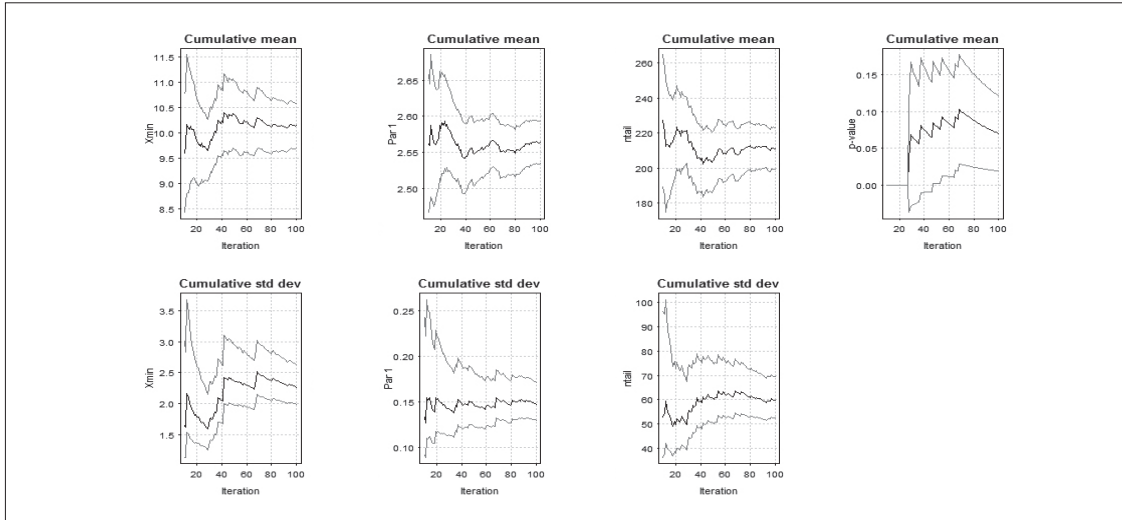 Cumulative mean
Xmin
11.5
11.0
10.5
10.0
9.5
9.0
8.5
20 40 60 80 100
Iteration
Cumulative mean
Par 1
2.65
2.60
2.55
2.50
20 40 60 80 100
Iteration
Cumulative mean
ntail
260
240
220
200
180
20 40 60 80 100
Iteration
Cumulative mean
p-value
0.15
0.10
0.05
0.00
20 40 60 80 100
Iteration
Cumulative std dev
Xmin
3.5
3.0
2.5
2.0
1.5
20 40 60 80 100
Iteration
Cumulative std dev
Par 1
0.25
0.20
0.15
0.10
20 40 60 80 100
Iteration
Cumulative std dev
ntail
100
90
80
70
60
50
40
20 40 60 80 100
Iteration